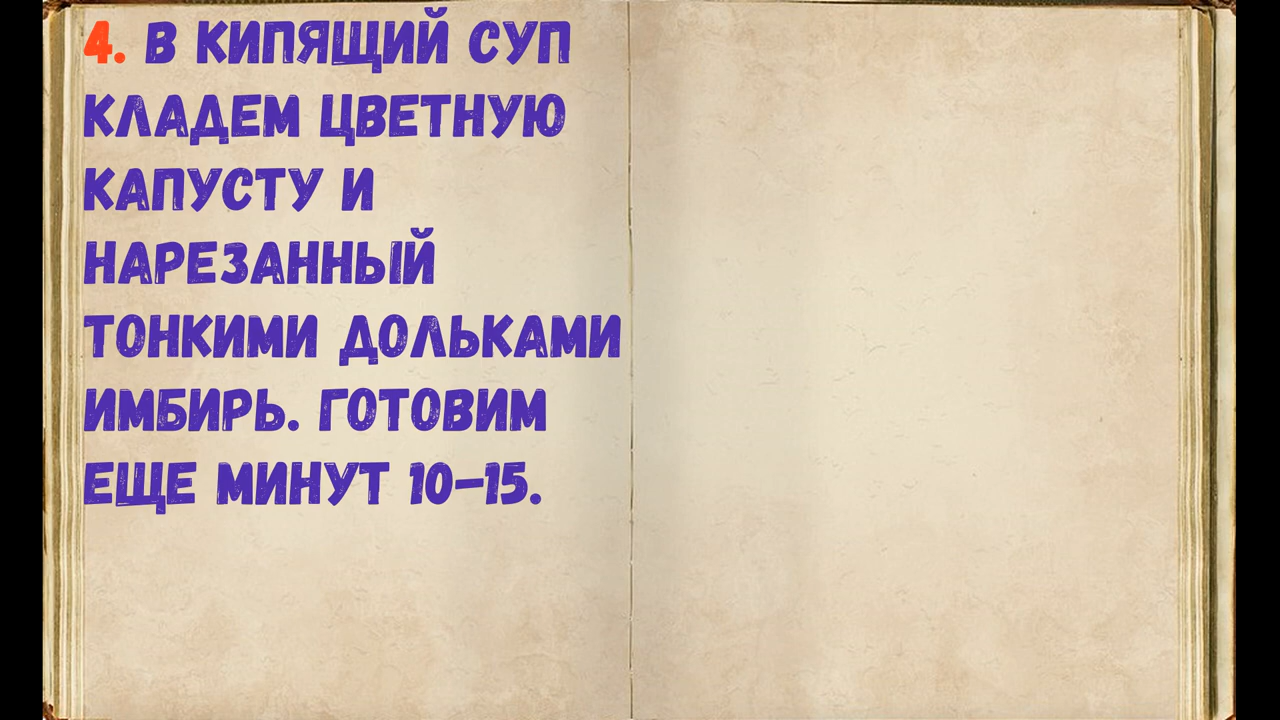 4. В КИПЯЩИЙ СУП
КЛАДЕМ ЦВЕТНУЮ
КАПУСТУ И
НАРЕЗАННЫЙ
ТОНКИМИ ДОЛЬКАМИ
ИМБИРЬ. ГОТОВИМ
ЕЩЕ МИНУТ 10-15.